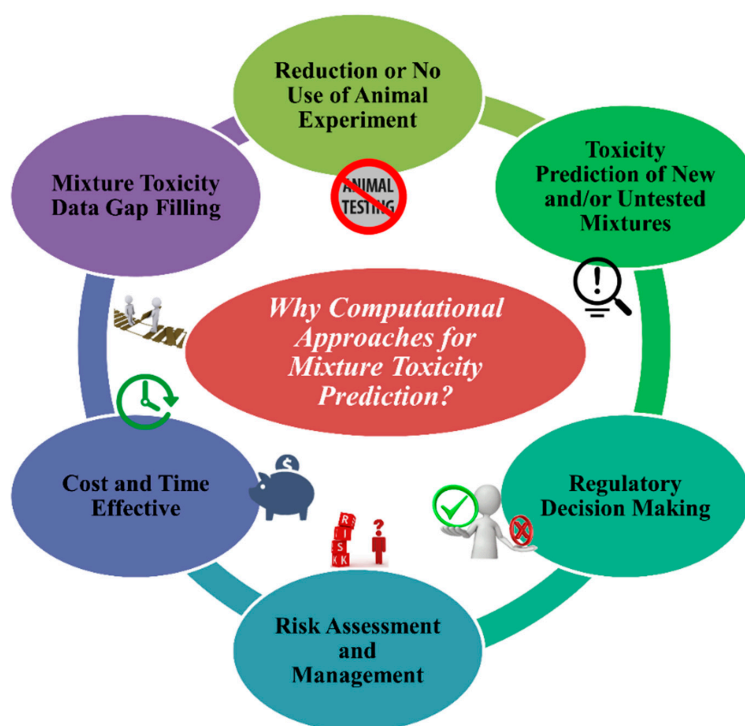 Reduction or No
Use of Animal
Experiment
ANIMAL
TESTING
Toxicity
Prediction of New
and/or Untested
Mixtures
Mixture Toxicity
Data Gap Filling
Why Computational
Approaches for
Mixture Toxicity
Prediction?
Cost and Time
Effective
$
Regulatory
Decision Making
RISK
?
Risk Assessment
and
Management